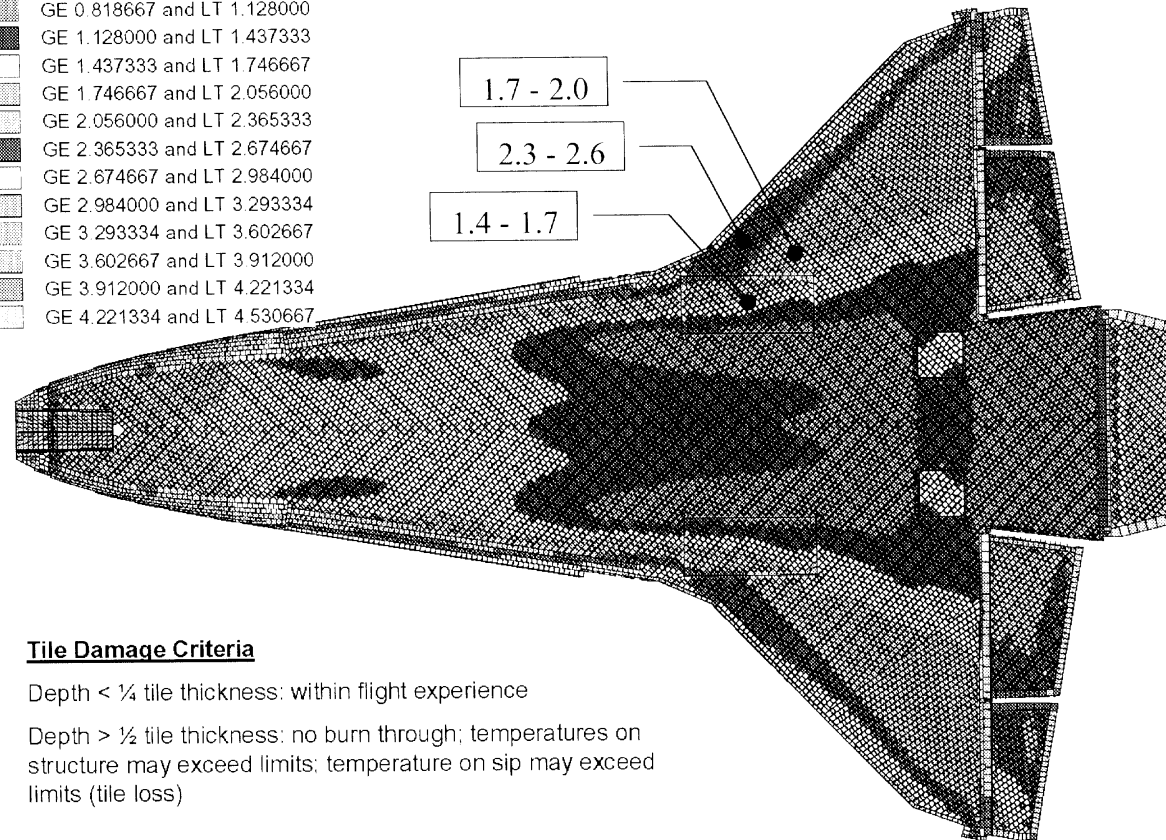 GE 0.818667 and LT 1.128000
GE 1.128000 and LT 1.437333
GE 1.437333 and LT 1.746667
GE 1.746667 and LT 2.056000
GE 2.056000 and LT 2.365333
GE 2.365333 and LT 2.674667
GE 2.674667 and LT 2.984000
GE 2.984000 and LT 3.293334
GE 3.293334 and LT 3.602667
GE 3.602667 and LT 3.912000
GE 3.912000 and LT 4.221334
GE 4.221334 and LT 4.530667
1.7 - 2.0
2.3 - 2.6
1.4 - 1.7
Tile Damage Criteria
Depth < ¼ tile thickness: within flight experience
Depth > ½ tile thickness: no burn through; temperatures on
structure may exceed limits; temperature on sip may exceed
limits (tile loss)